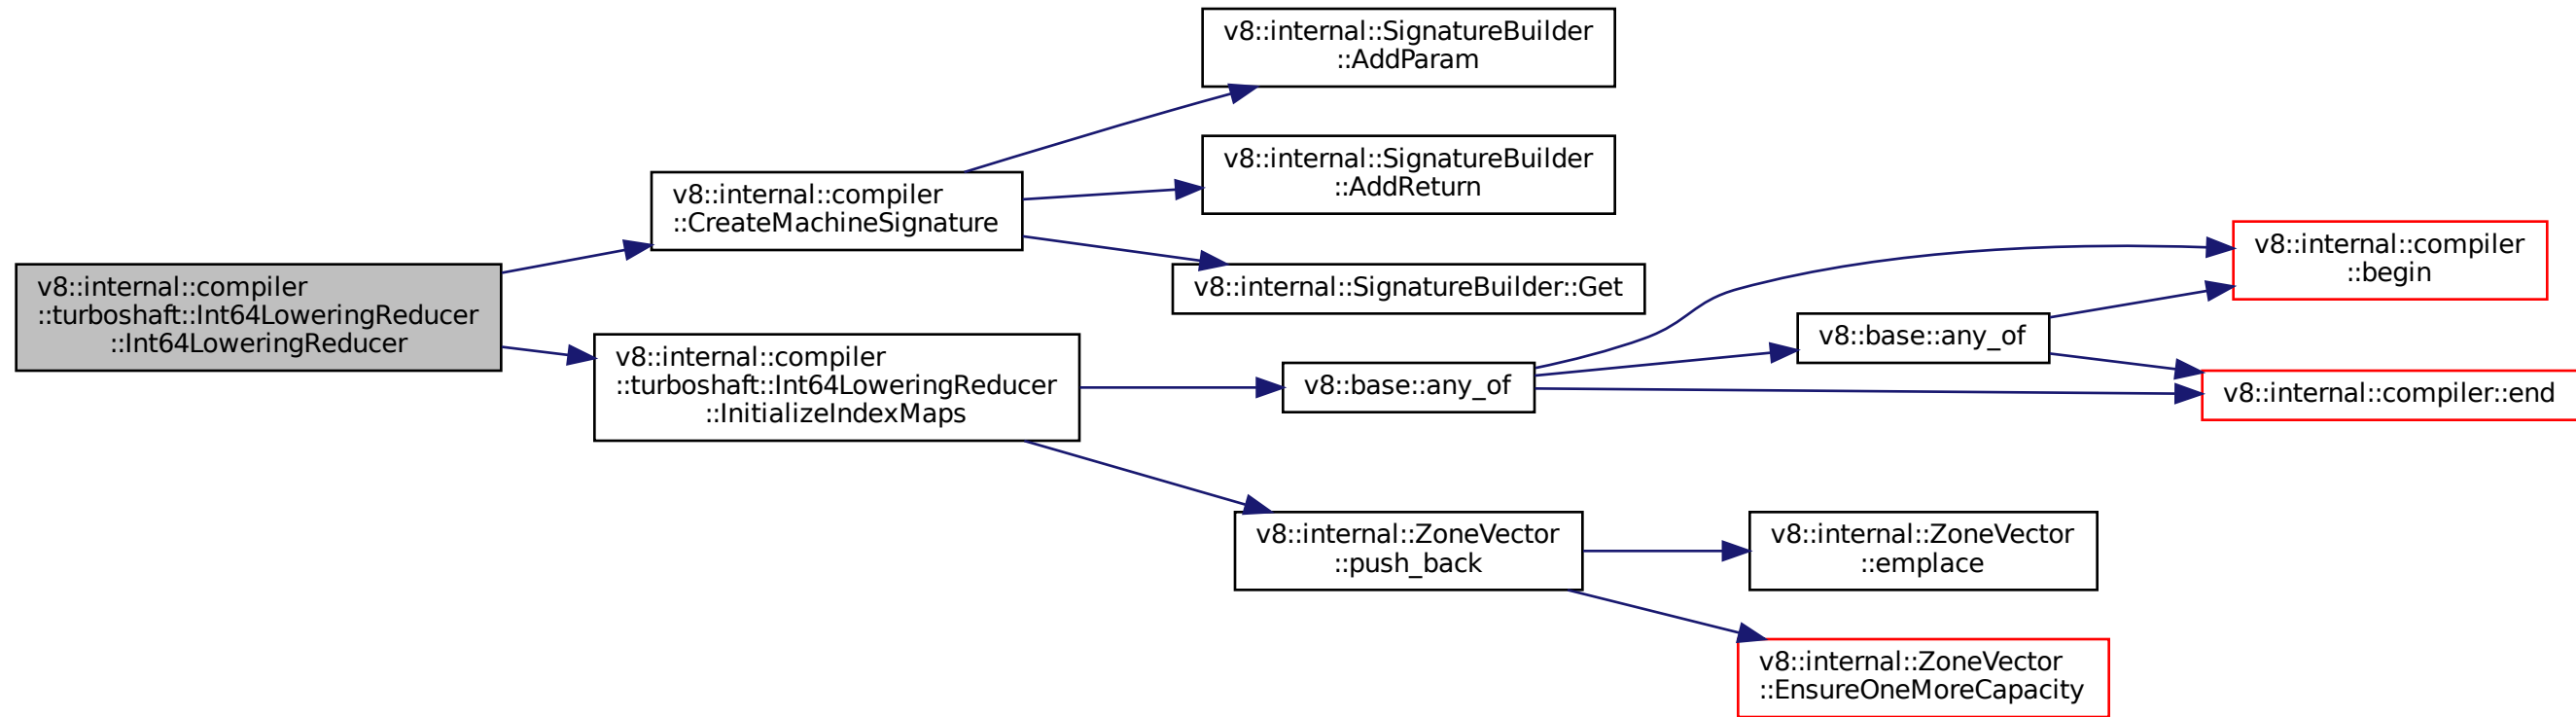 v8::internal::compiler
::turboshaft::Int64LoweringReducer
::Int64LoweringReducer
v8::internal::compiler
::CreateMachineSignature
v8::internal::SignatureBuilder
::AddParam
v8::internal::SignatureBuilder
::AddReturn
v8::internal::SignatureBuilder::Get
v8::internal::compiler
::turboshaft::Int64LoweringReducer
::InitializeIndexMaps
v8::base::any_of
v8::base::any_of
v8::internal::compiler
::begin
v8::internal::compiler::end
v8::internal::ZoneVector
::push_back
v8::internal::ZoneVector
::emplace
v8::internal::ZoneVector
::EnsureOneMoreCapacity